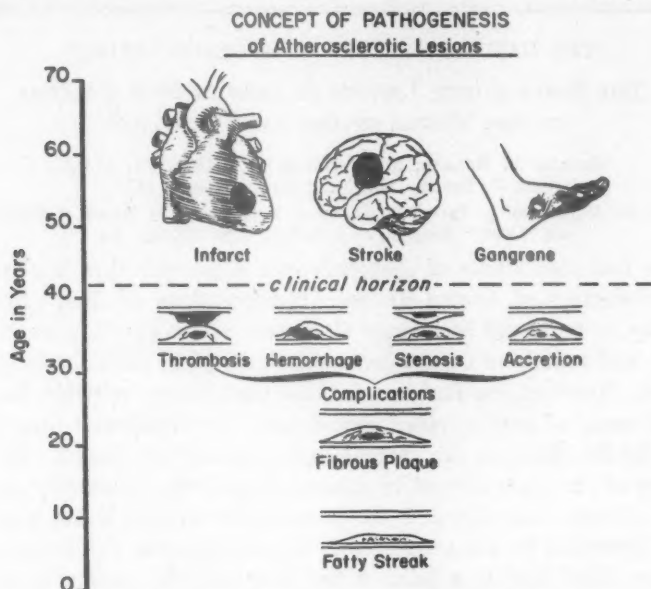 CONCEPT OF PATHOGENESIS
of Atherosclerotic Lesions
Age in Years
70
60
50
40
30
20
10
0
Infarct Stroke Gangrene
clinical horizon
Thrombosis Hemorrhage Stenosis Accretion
Complications
Fibrous Plaque
Fatty Streak